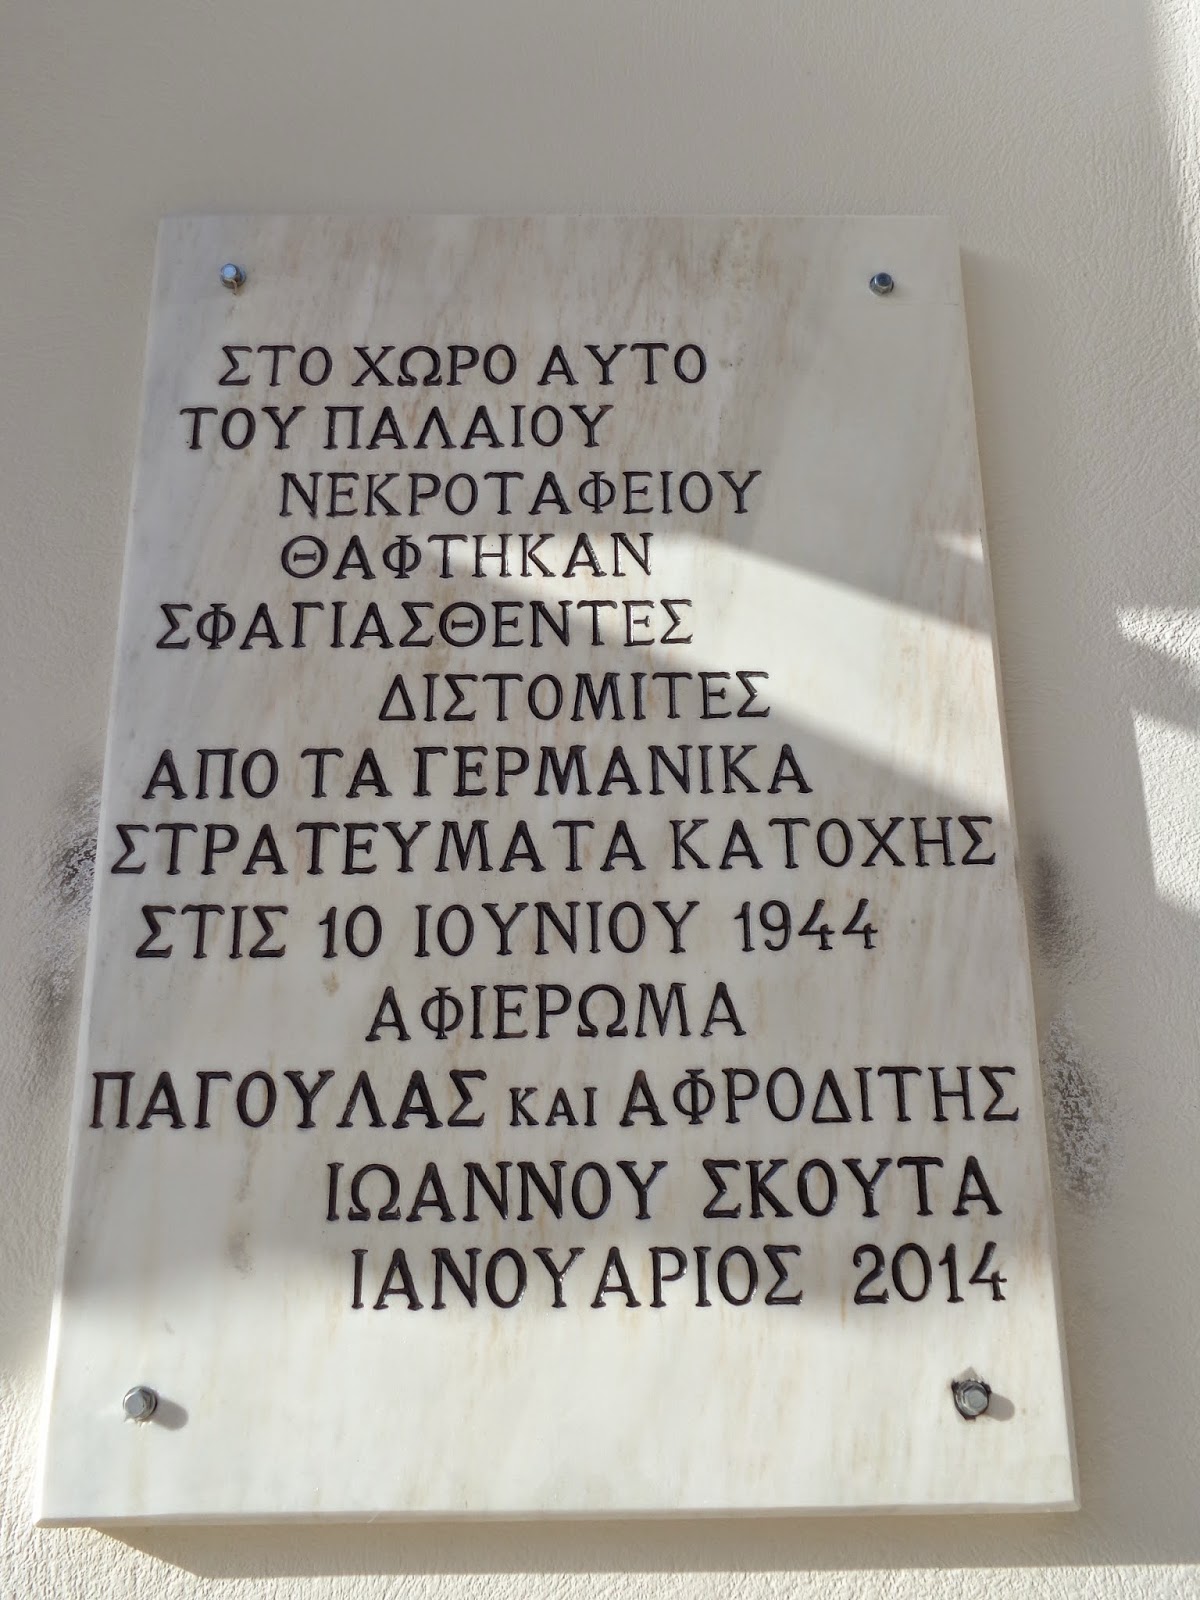 ΣΤΟ ΧΩΡΟ ΑΥΤΟ
ΤΟΥ ΠΑΛΑΙΟΥ
ΝΕΚΡΟΤΑΦΕΙΟΥ
ΘΑΦΤΗΚΑΝ
ΣΦΑΓΙΑΣΘΕΝΤΕΣ
ΔΙΣΤΟΜΙΤΕΣ
ΑΠΟ ΤΑ ΓΕΡΜΑΝΙΚΑ
ΣΤΡΑΤΕΥΜΑΤΑ ΚΑΤΟΧΗΣ
ΣΤΙΣ 10 ΙΟΥΝΙΟΥ 1944
ΑΦΙΕΡΩΜΑ
ΠΑΓΟΥΛΑΣ ΚΑΙ ΑΦΡΟΔΙΤΗΣ
ΙΩΑΝΝΟΥ ΣΚΟΥΤΑ
ΙΑΝΟΥΑΡΙΟΣ 2014